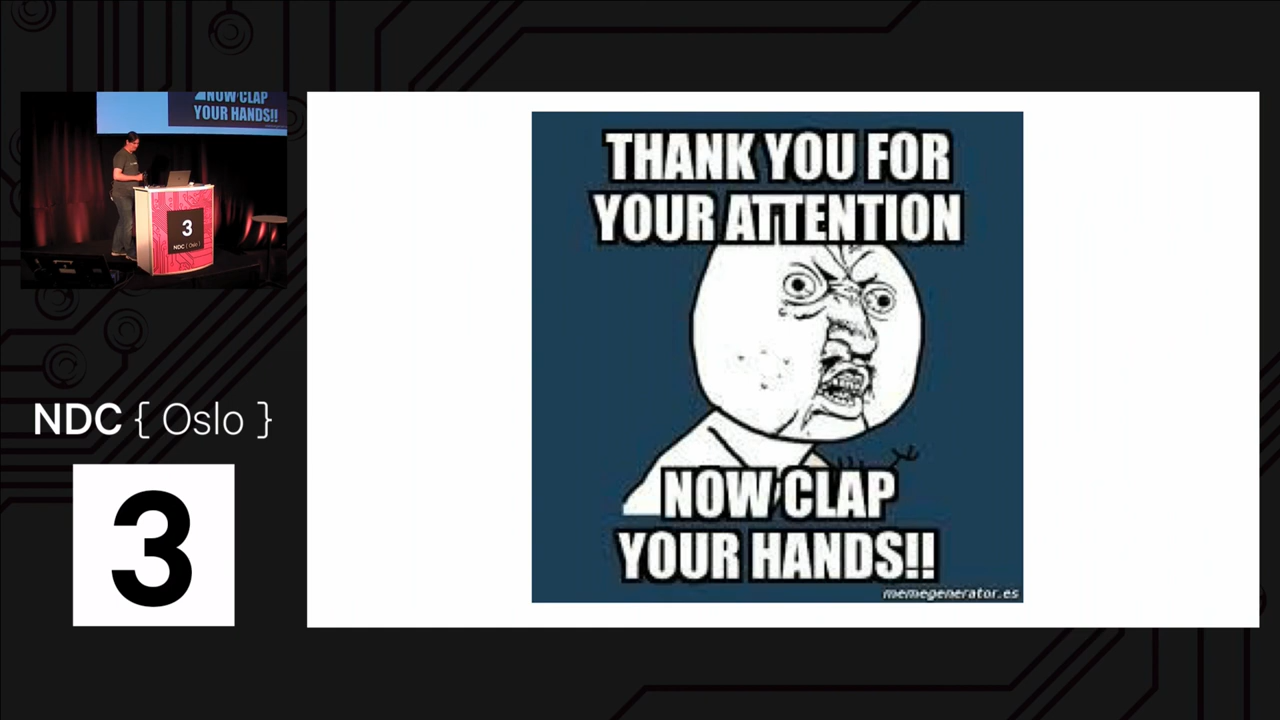 NOW CLAP
YOUR HANDS!!
3
NDC { Oslo }
NDC { Oslo }
3
THANK YOU FOR
YOUR ATTENTION
NOW CLAP
YOUR HANDS!!
memegenerator.es